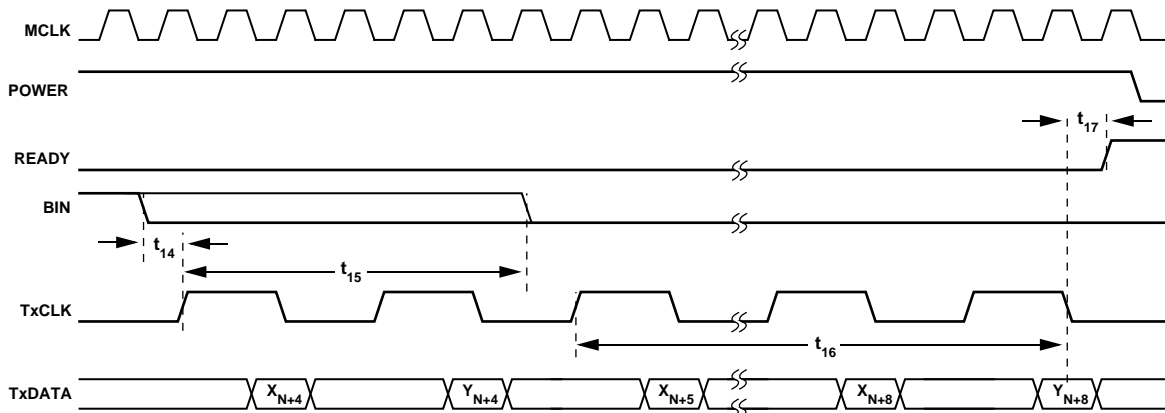 MCLK
POWER
t17
READY
BIN
t14
t15
TxCLK
t16
TxDATA XN+4 YN+4 XN+5 XN+8 YN+8